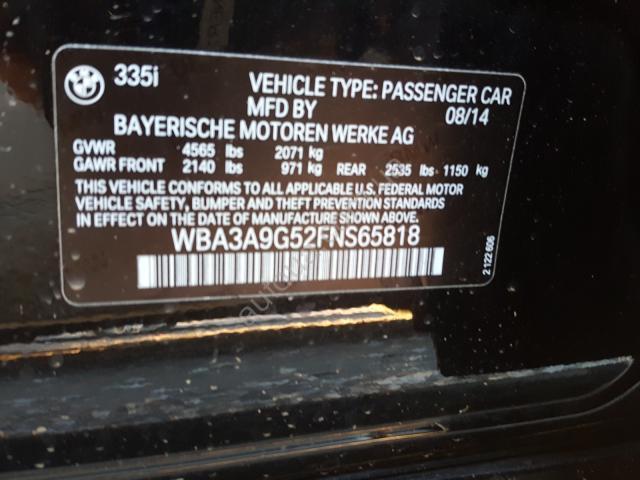 335i
VEHICLE TYPE: PASSENGER CAR
MFD BY 08/14
BAYERISCHE MOTOREN WERKE AG
GVWR 4565 lbs 2071 kg
GAWR FRONT 2140 lbs 971 kg REAR 2535 lbs 1150 kg
THIS VEHICLE CONFORMS TO ALL APPLICABLE U.S. FEDERAL MOTOR
VEHICLE SAFETY, BUMPER AND THEFT PREVENTION STANDARDS
IN EFFECT ON THE DATE OF MANUFACTURE SHOWN ABOVE.
WBA3A9G52FNS65818
2 122 606